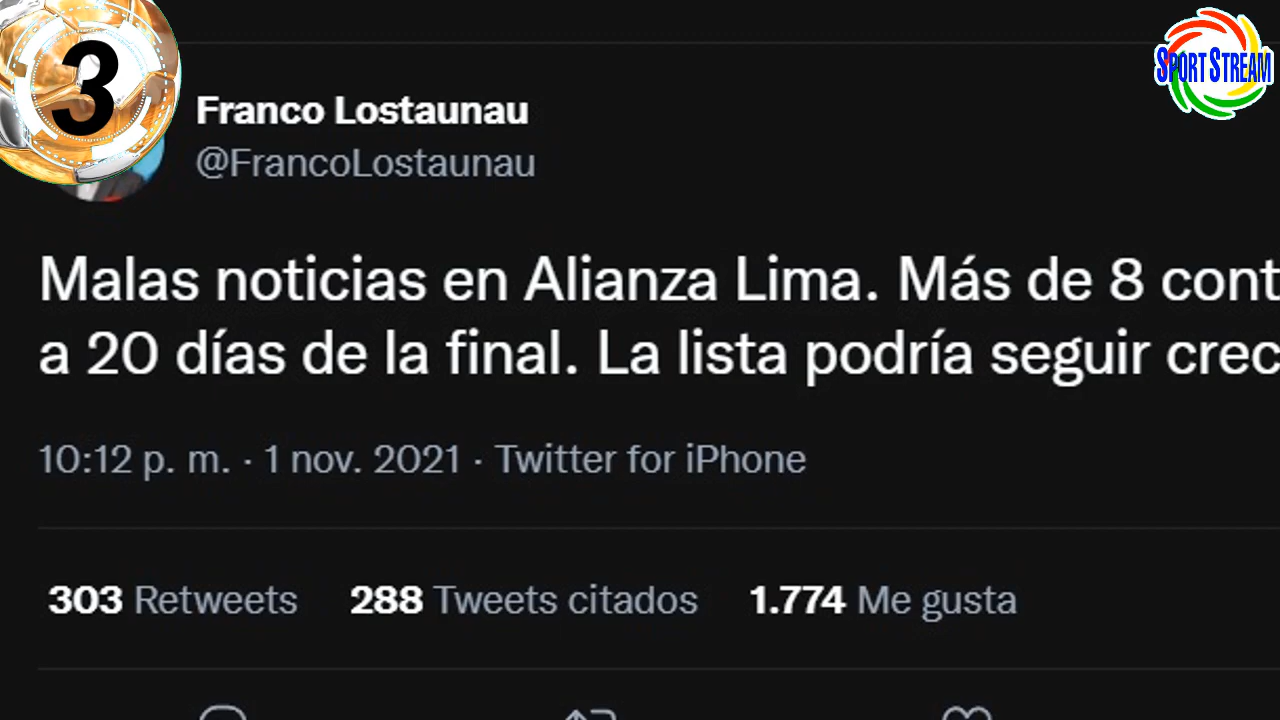 3
SPORT STREAM
Franco Lostaunau
@FrancoLostaunau
Malas noticias en Alianza Lima. Más de 8 cont
a 20 días de la final. La lista podría seguir crec
10:12 p. m. · 1 nov. 2021 · Twitter for iPhone
303 Retweets 288 Tweets citados 1.774 Me gusta